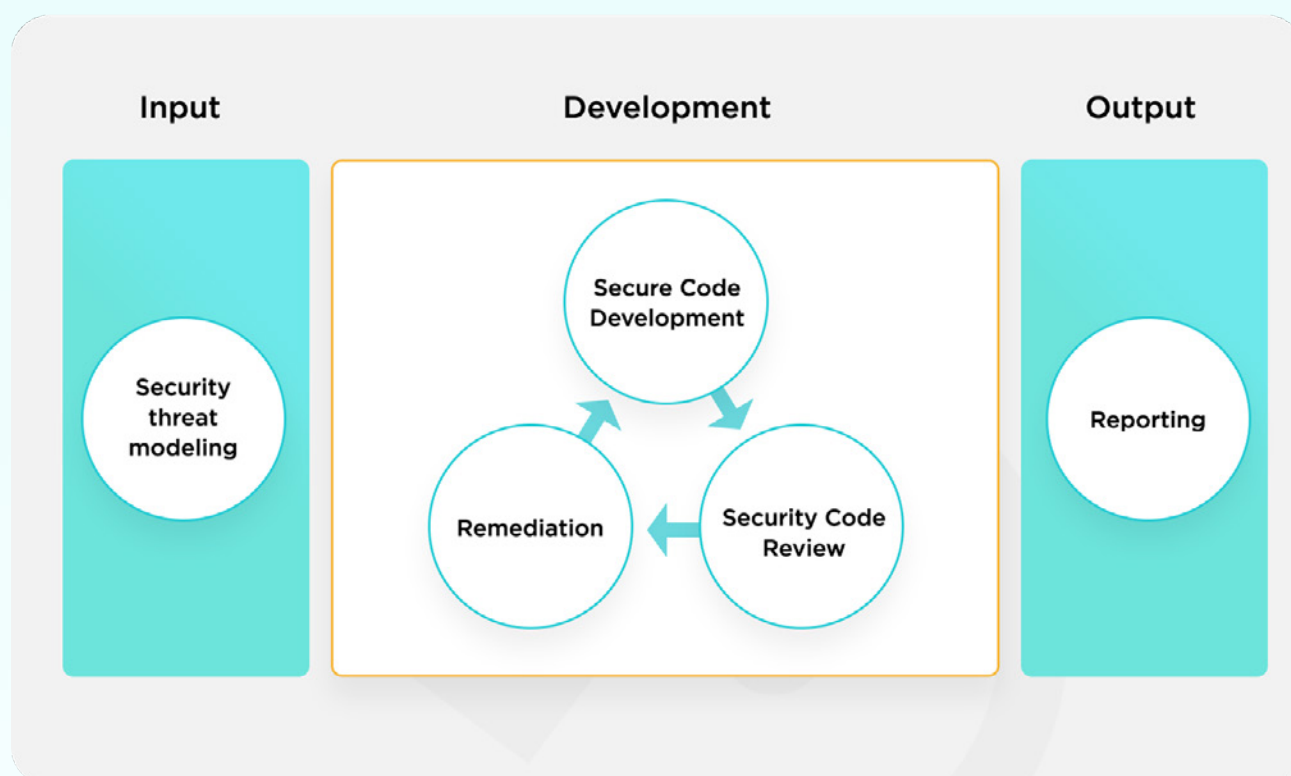 Input
Development
Output
Security
threat
modeling
Secure Code
Development
Remediation
Security Code
Review
Reporting